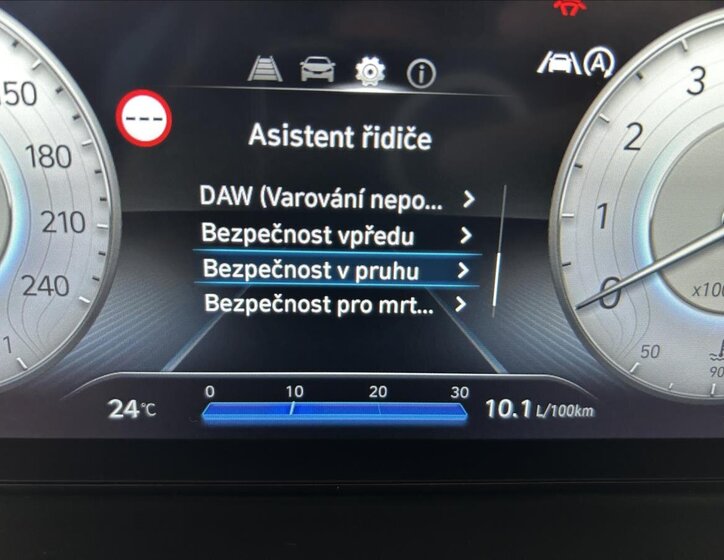 150
180
210
240
1
---
Asistent řidiče
DAW (Varování nepo...
Bezpečnost vpředu
Bezpečnost v pruhu
Bezpečnost pro mrt...
24°C
0 10 20 30
10.1 L/100km
A
3
2
1
0
50
90